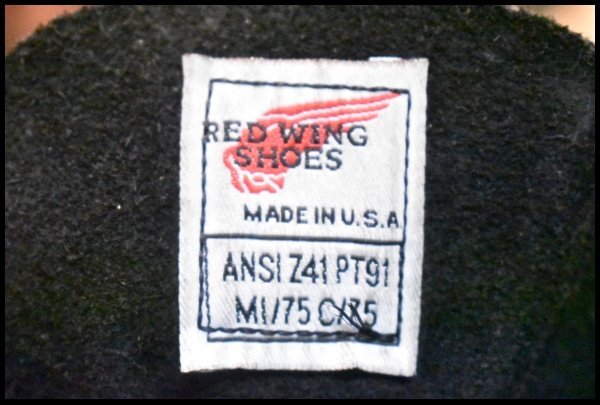 RED WING
SHOES
MADE IN U.S.A
ANSI Z41 PT91
MI/75 C/75